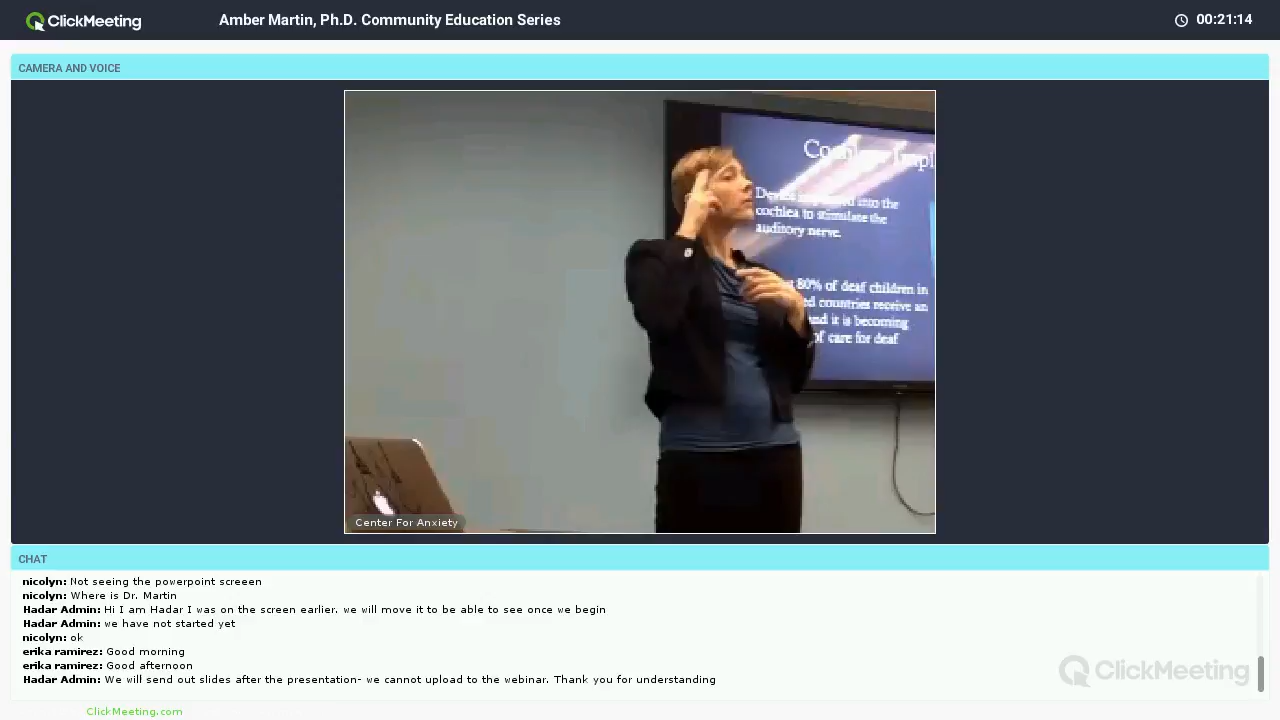 ClickMeeting
Amber Martin, Ph.D. Community Education Series
00:21:14
CAMERA AND VOICE
into the
cochlea to stimulate the
auditory nerve.
80% of deaf children in
countries receive an
and it is becoming
of care for deaf
Center For Anxiety
CHAT
nicolyn: Not seeing the powerpoint screeen
nicolyn: Where is Dr. Martin
Hadar Admin: Hi I am Hadar I was on the screen earlier. we will move it to be able to see once we begin
Hadar Admin: we have not started yet
nicolyn: ok
erika ramirez: Good morning
erika ramirez: Good afternoon
Hadar Admin: We will send out slides after the presentation- we cannot upload to the webinar. Thank you for understanding
ClickMeeting
ClickMeeting.com